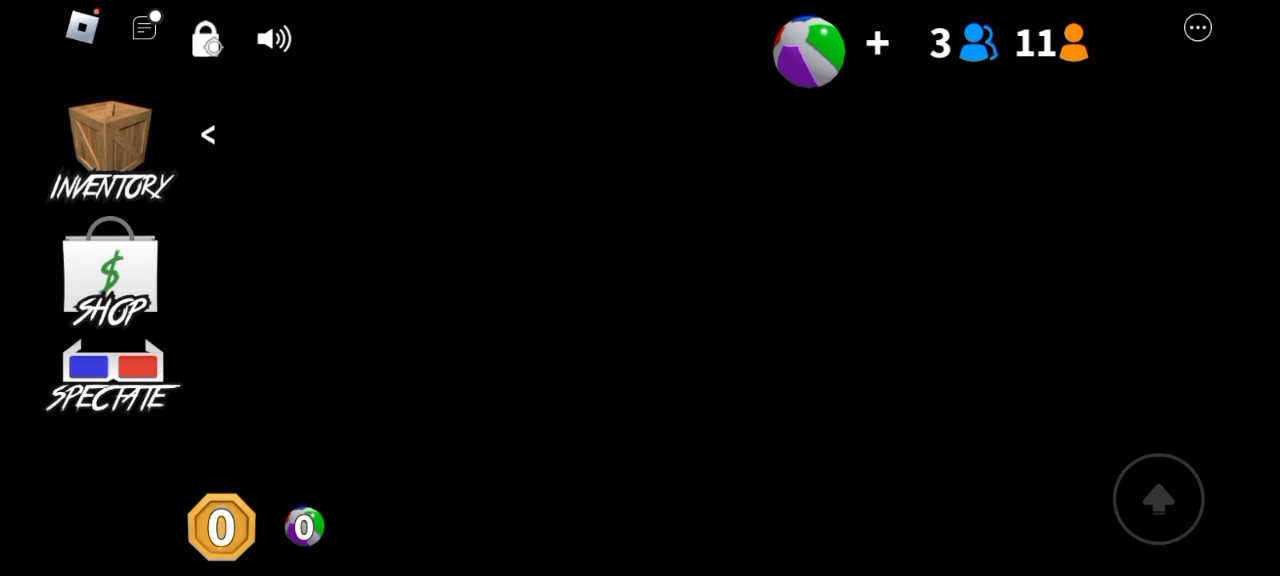 + 3 11
<
INVENTORY
$
SHOP
SPECTATE
0 0